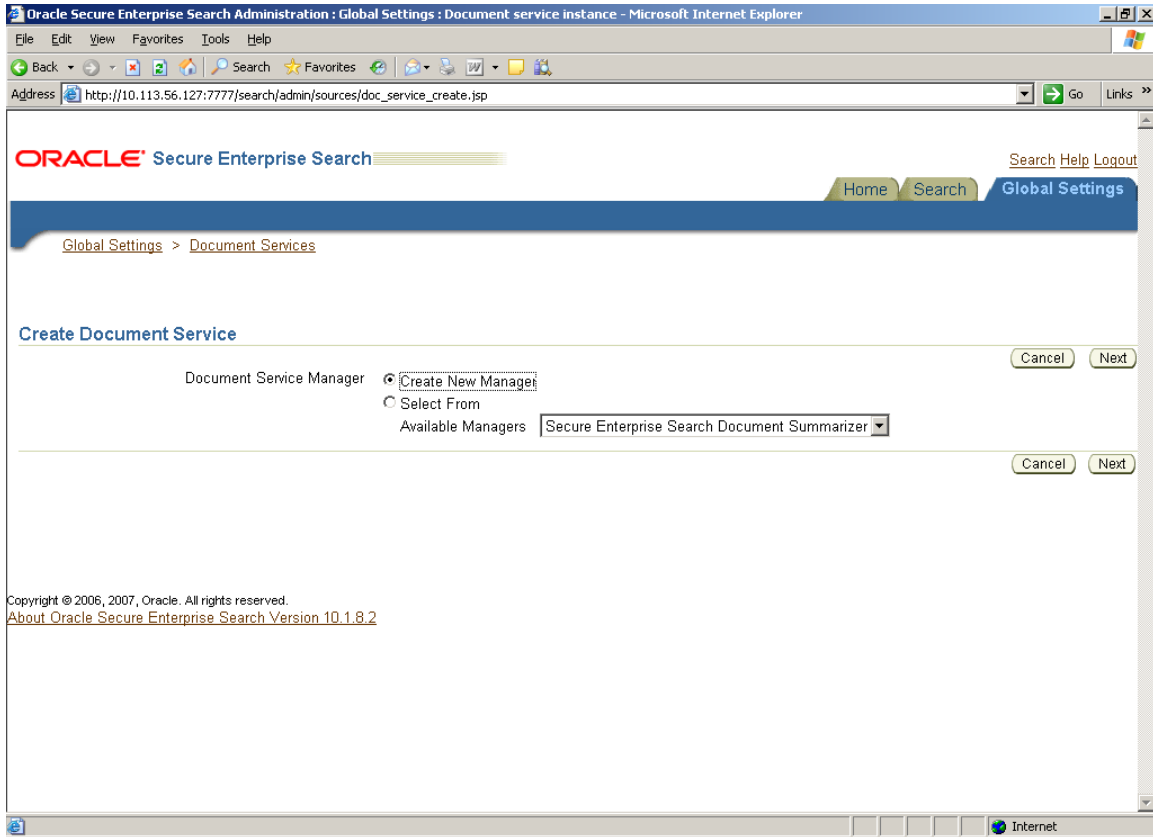 Oracle Secure Enterprise Search Administration : Global Settings : Document service instance - Microsoft Internet Explorer
File Edit View Favorites Tools Help
Back Search Favorites
Address http://10.113.56.127:7777/search/admin/sources/doc_service_create.jsp Go Links »
ORACLE Secure Enterprise Search
Search Help Logout
Home Search Global Settings
Global Settings > Document Services
Create Document Service
Cancel Next
Document Service Manager Create New Manager
Select From
Available Managers Secure Enterprise Search Document Summarizer
Cancel Next
Copyright © 2006, 2007, Oracle. All rights reserved.
About Oracle Secure Enterprise Search Version 10.1.8.2
Internet